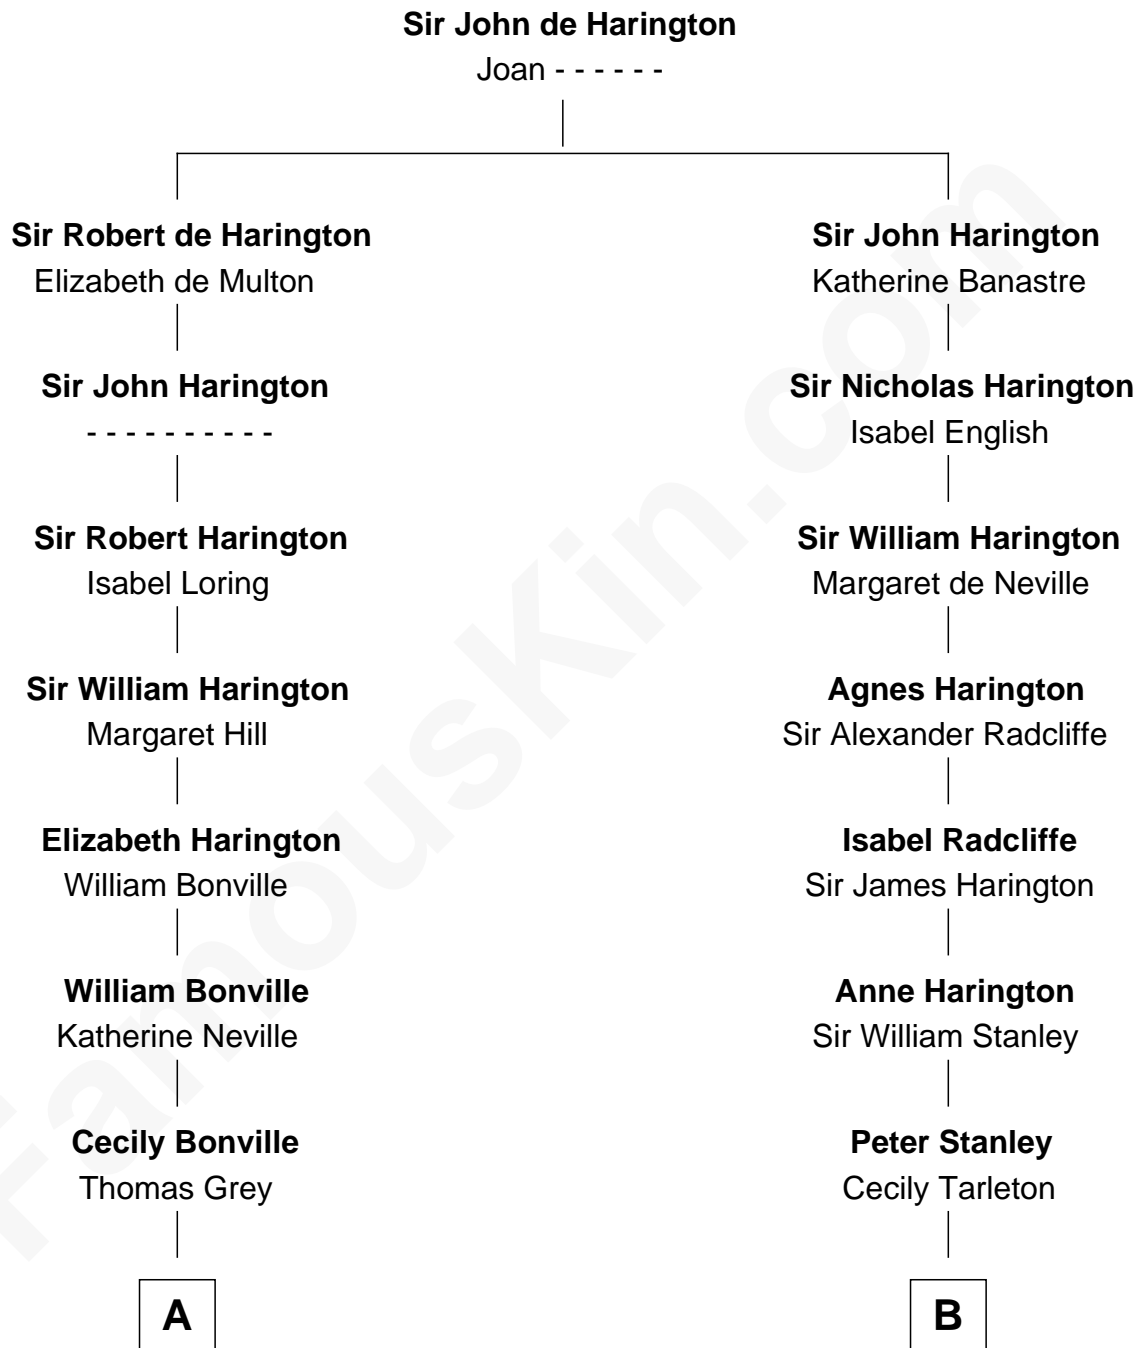 Sir John de Harington
Joan - - - - - -
Sir Robert de Harington
Elizabeth de Multon
Sir John Harington
- - - - - - - - - -
Sir Robert Harington
Isabel Loring
Sir William Harington
Margaret Hill
Elizabeth Harington
William Bonville
William Bonville
Katherine Neville
Cecily Bonville
Thomas Grey
A
Sir John Harington
Katherine Banastre
Sir Nicholas Harington
Isabel English
Sir William Harington
Margaret de Neville
Agnes Harington
Sir Alexander Radcliffe
Isabel Radcliffe
Sir James Harington
Anne Harington
Sir William Stanley
Peter Stanley
Cecily Tarleton
B
FamousKin.com